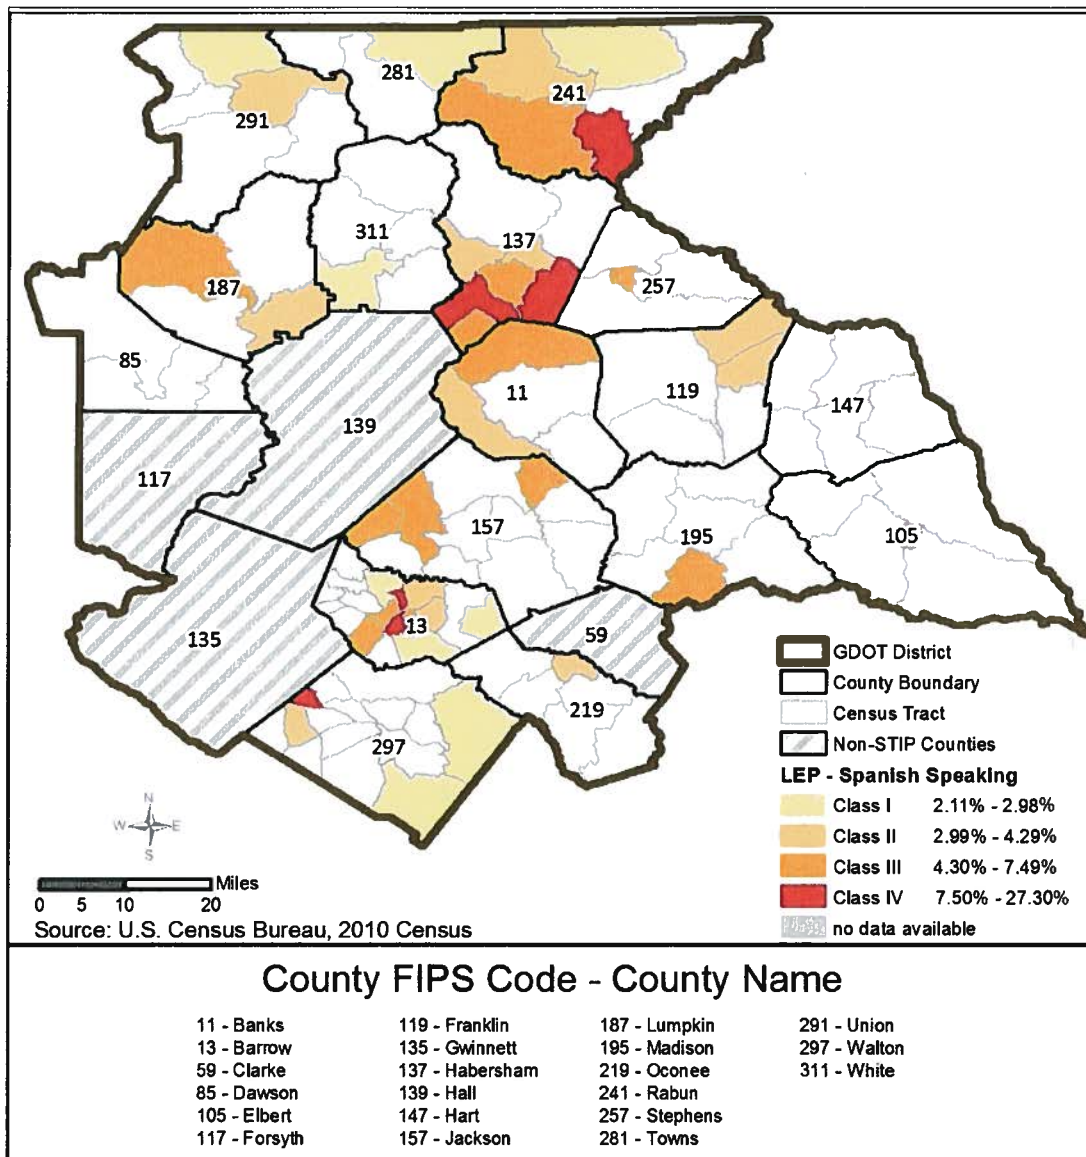 281
241
291
311
137
187
257
85
11
119
147
139
117
157
195
105
13
135
59
219
297
GDOT District
County Boundary
Census Tract
Non-STIP Counties
LEP - Spanish Speaking
Class I 2.11% - 2.98%
Class II 2.99% - 4.29%
Class III 4.30% - 7.49%
Class IV 7.50% - 27.30%
no data available
N
W E
S
Miles
0 5 10 20
Source: U.S. Census Bureau, 2010 Census
County FIPS Code - County Name
11 - Banks
13 - Barrow
59 - Clarke
85 - Dawson
105 - Elbert
117 - Forsyth
119 - Franklin
135 - Gwinnett
137 - Habersham
139 - Hall
147 - Hart
157 - Jackson
187 - Lumpkin
195 - Madison
219 - Oconee
241 - Rabun
257 - Stephens
281 - Towns
291 - Union
297 - Walton
311 - White